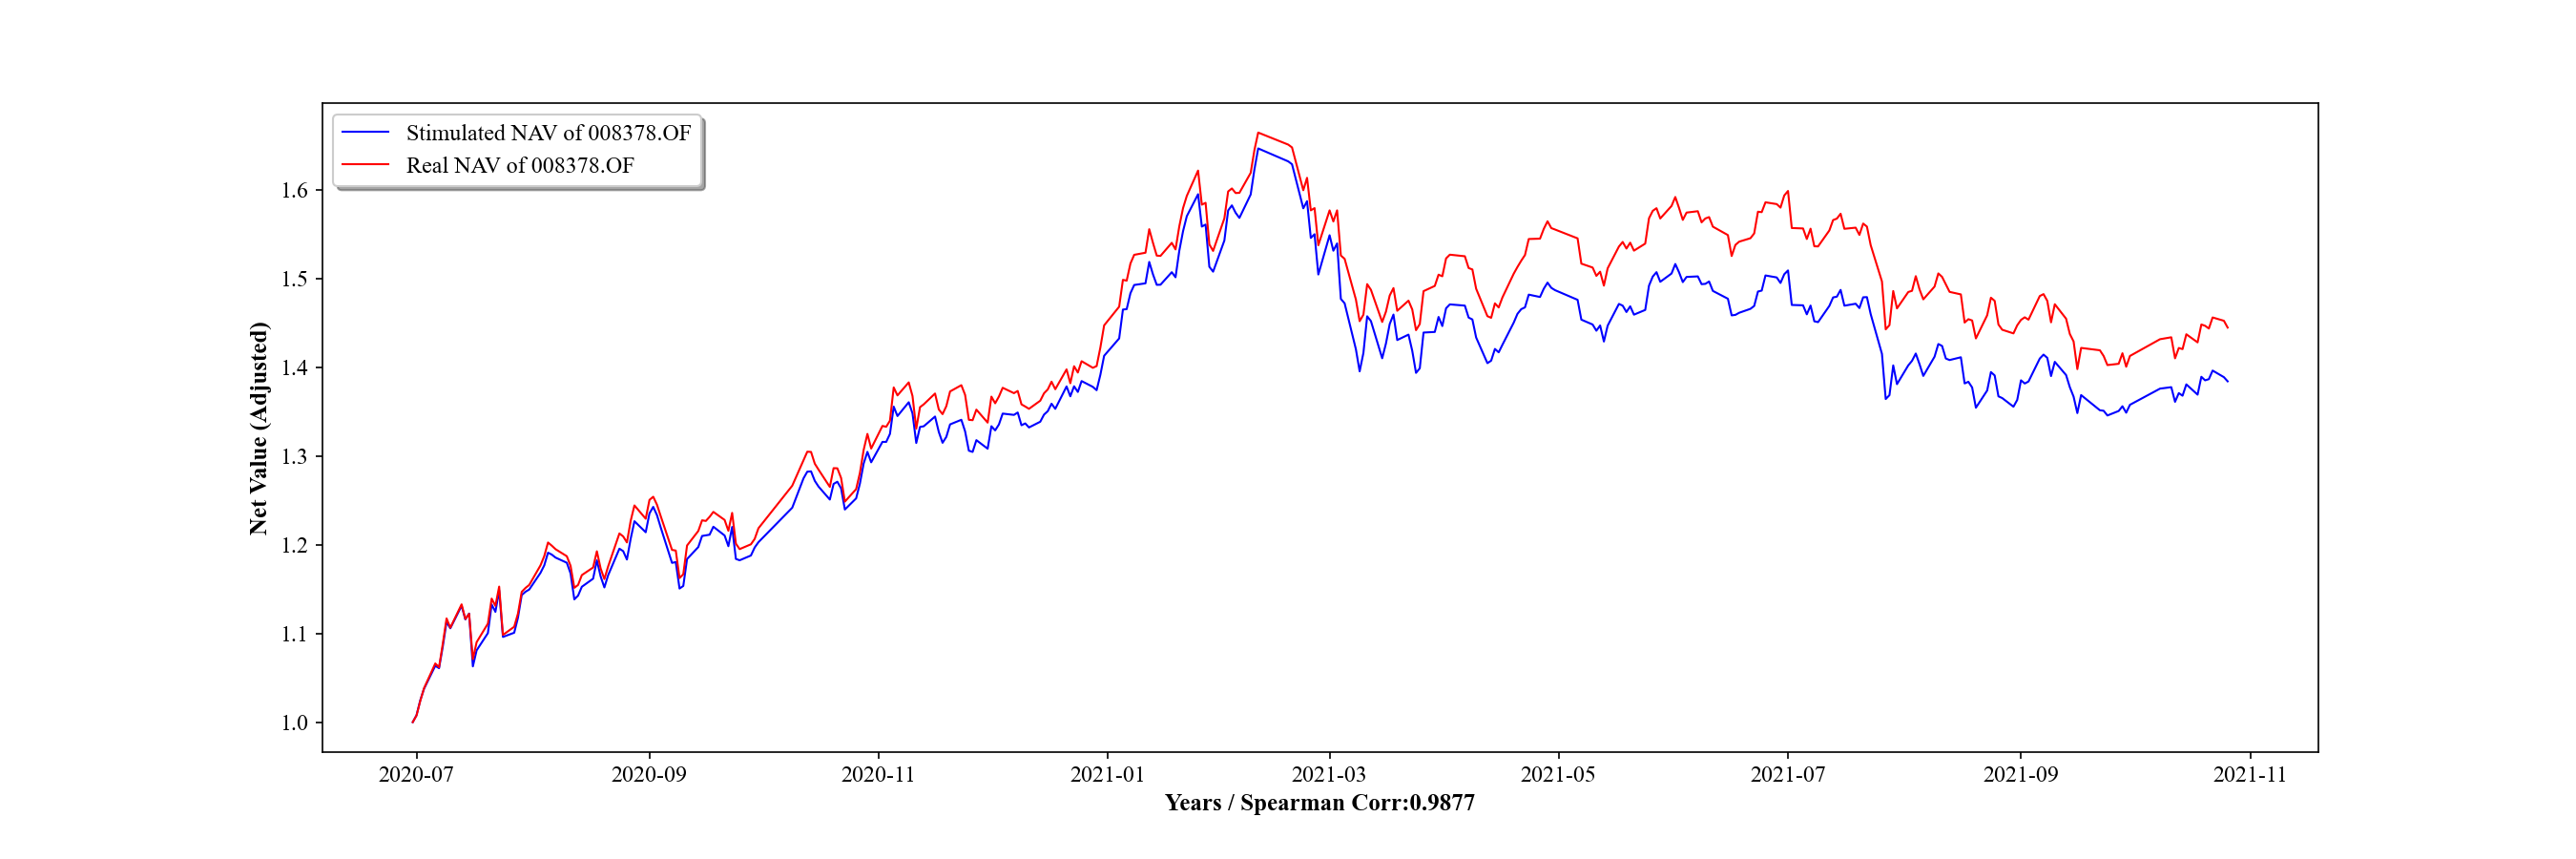 Stimulated NAV of 008378.OF
Real NAV of 008378.OF
1.6
1.5
1.4
1.3
1.2
1.1
1.0
Net Value (Adjusted)
2020-07 2020-09 2020-11 2021-01 2021-03 2021-05 2021-07 2021-09 2021-11
Years / Spearman Corr:0.9877